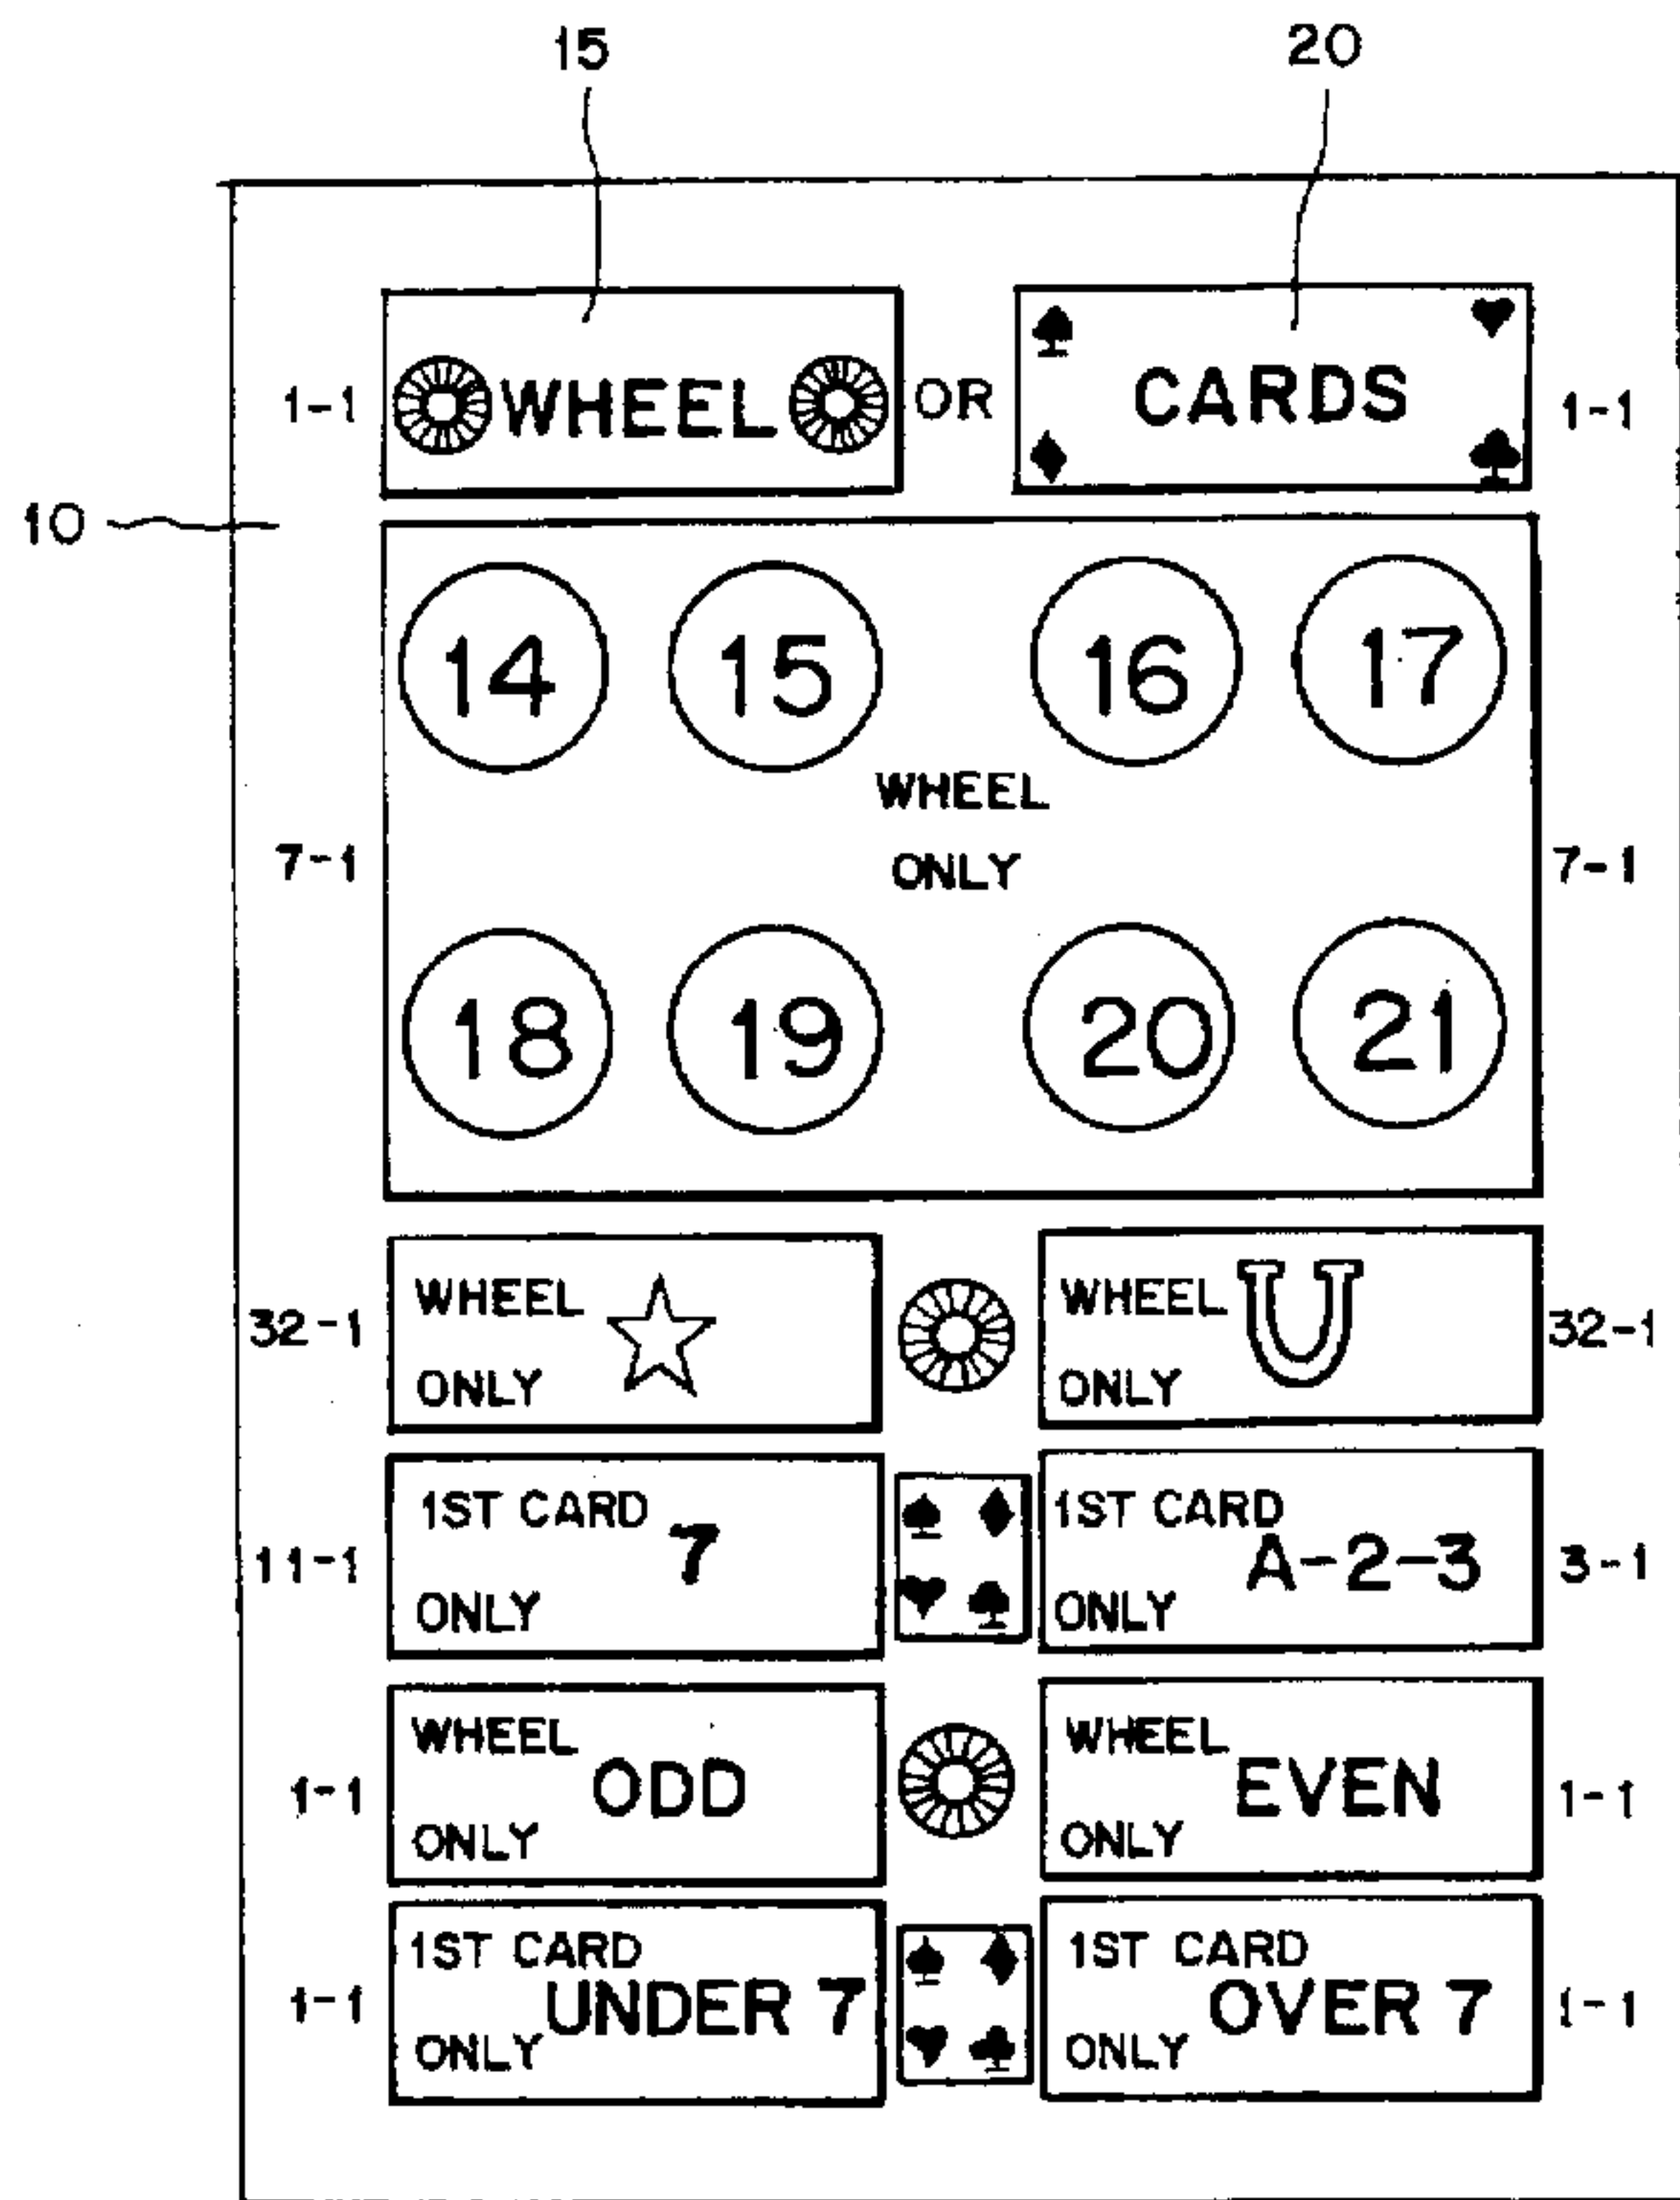 15 20
1-1 WHEEL OR CARDS 1-1
10
14 15 16 17
WHEEL
7-1 ONLY 7-1
18 19 20 21
32-1 WHEEL ONLY WHEEL ONLY 32-1
11-1 1ST CARD 7 ONLY 1ST CARD A-2-3 ONLY 3-1
1-1 WHEEL ODD ONLY WHEEL EVEN ONLY 1-1
1-1 1ST CARD UNDER 7 ONLY 1ST CARD OVER 7 ONLY 1-1